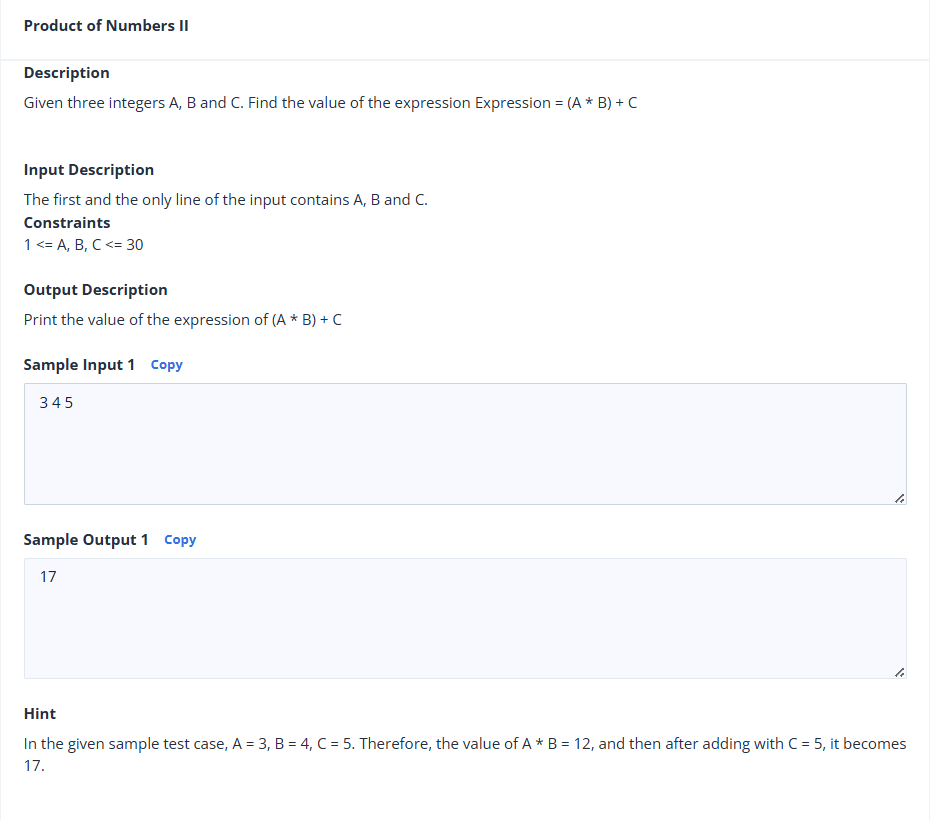 Product of Numbers II
Description
Given three integers A, B and C. Find the value of the expression Expression = (A * B) + C
Input Description
The first and the only line of the input contains A, B and C.
Constraints
1 <= A, B, C <= 30
Output Description
Print the value of the expression of (A * B) + C
Sample Input 1 Copy
3 4 5
Sample Output 1 Copy
17
Hint
In the given sample test case, A = 3, B = 4, C = 5. Therefore, the value of A * B = 12, and then after adding with C = 5, it becomes
17.